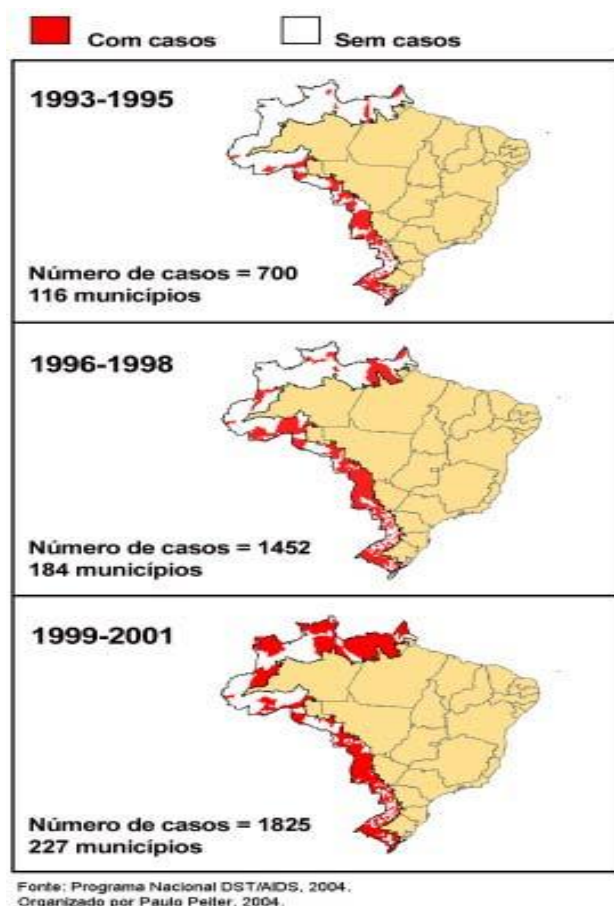 Com casos
Sem casos
1993-1995
Número de casos = 700
116 municípios
1996-1998
Número de casos = 1452
184 municípios
1999-2001
Número de casos = 1825
227 municípios
Fonte: Programa Nacional DST/AIDS, 2004.
Organizado por Paulo Peiter, 2004.